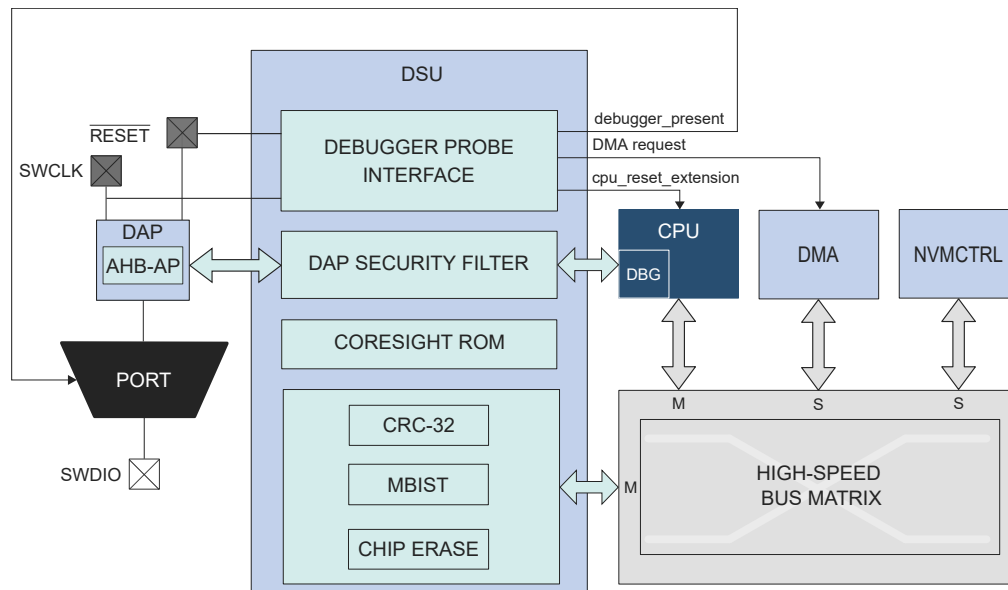 DSU
debugger_present
RESET
DEBUGGER PROBE
INTERFACE
DMA request
SWCLK
cpu_reset_extension
DAP
AHB-AP
DAP SECURITY FILTER
CPU
DBG
DMA
NVMCTRL
CORESIGHT ROM
PORT
M
S
S
CRC-32
MBIST
CHIP ERASE
SWDIO
M
HIGH-SPEED
BUS MATRIX